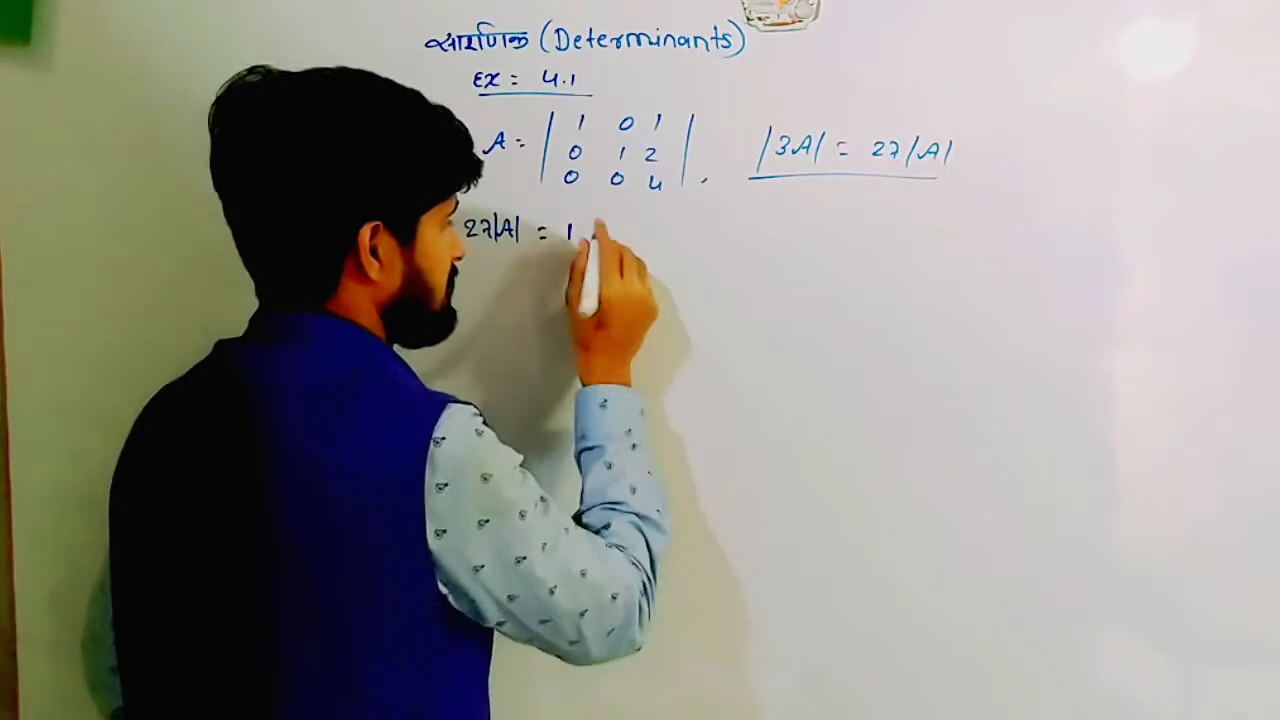 सारणिक (Determinants)
Ex = 4.1
A = | 1 0 1 | |3A| = 27|A|
| 0 1 2 |
| 0 0 4 | .
27|A| = 1